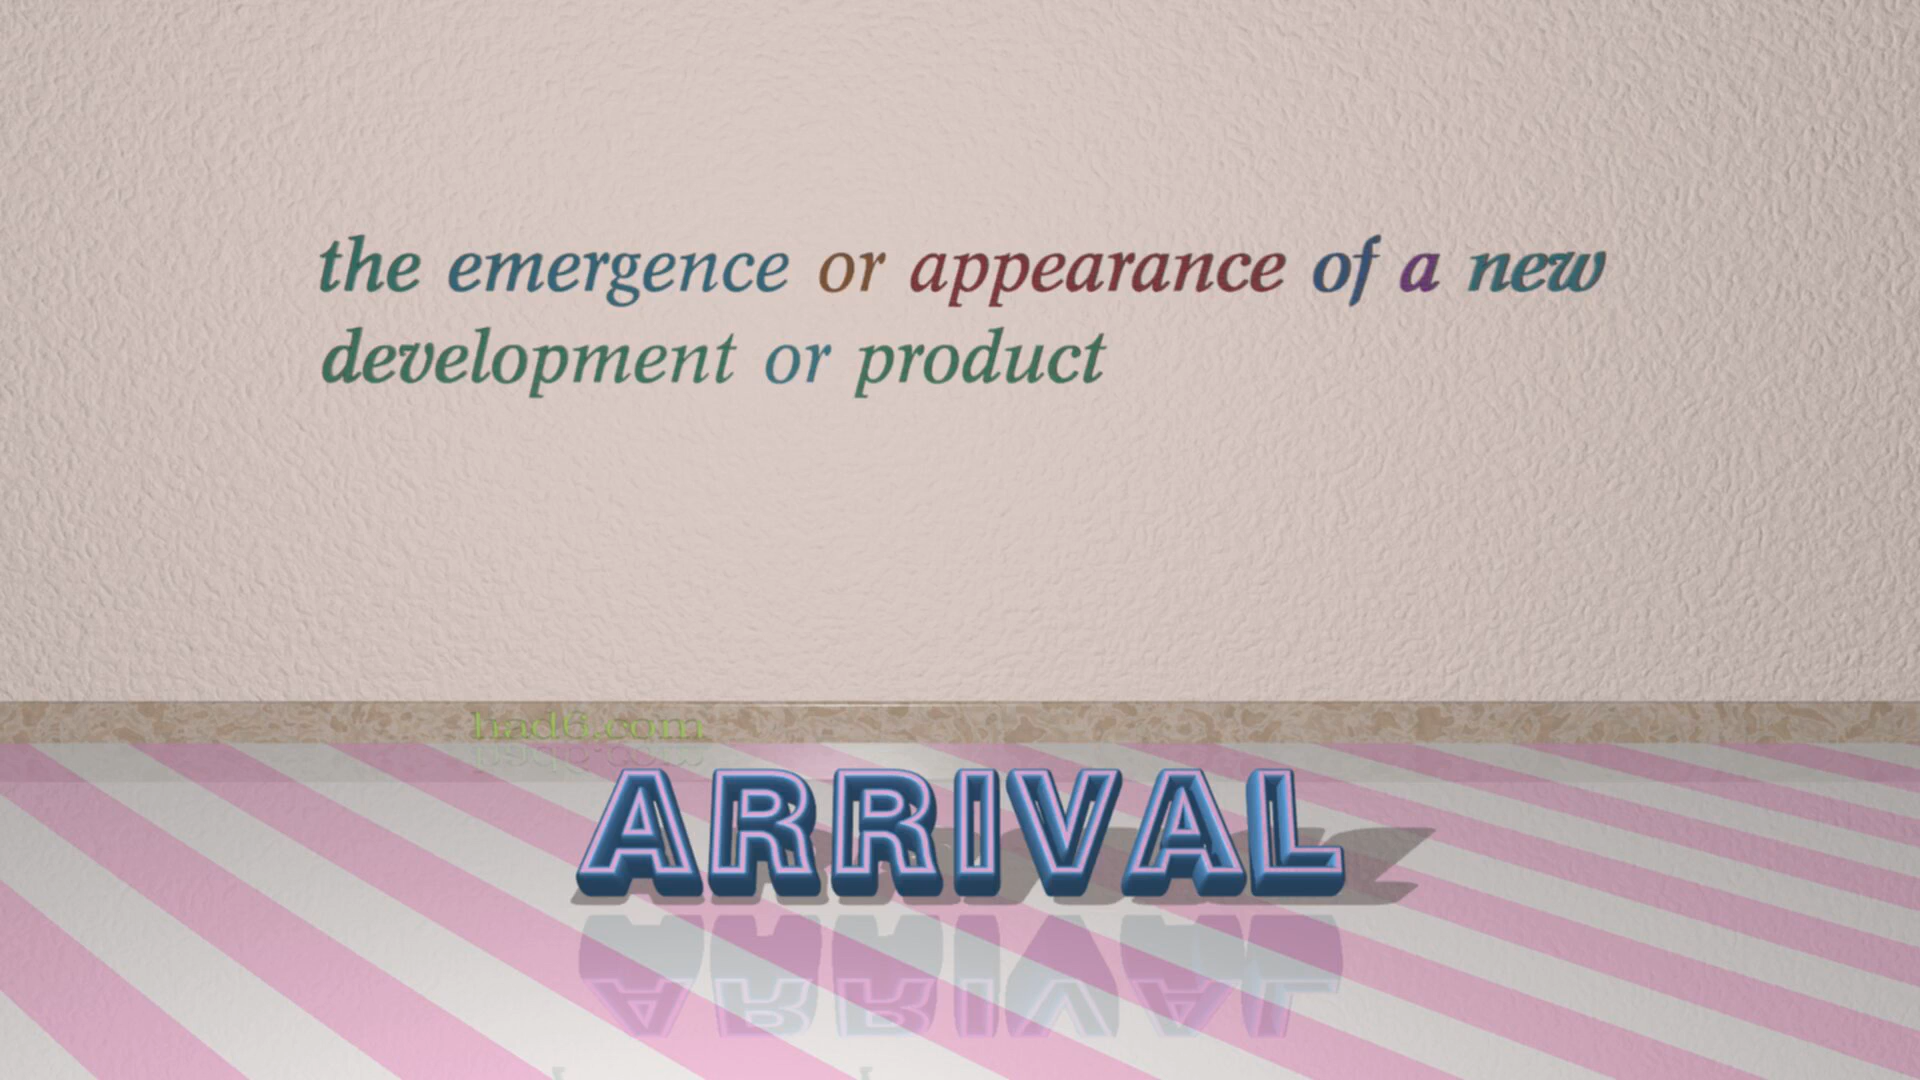 the emergence or appearance of a new
development or product
had6.com
ARRIVAL